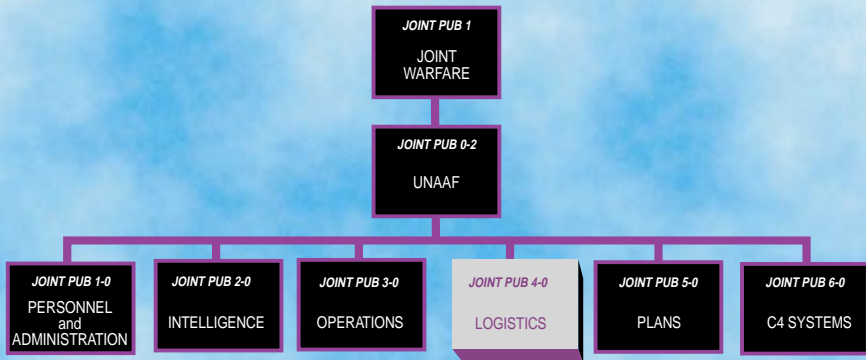 JOINT PUB 1
JOINT
WARFARE
JOINT PUB 0-2
UNAAF
JOINT PUB 1-0
PERSONNEL
and
ADMINISTRATION
JOINT PUB 2-0
INTELLIGENCE
JOINT PUB 3-0
OPERATIONS
JOINT PUB 4-0
LOGISTICS
JOINT PUB 5-0
PLANS
JOINT PUB 6-0
C4 SYSTEMS